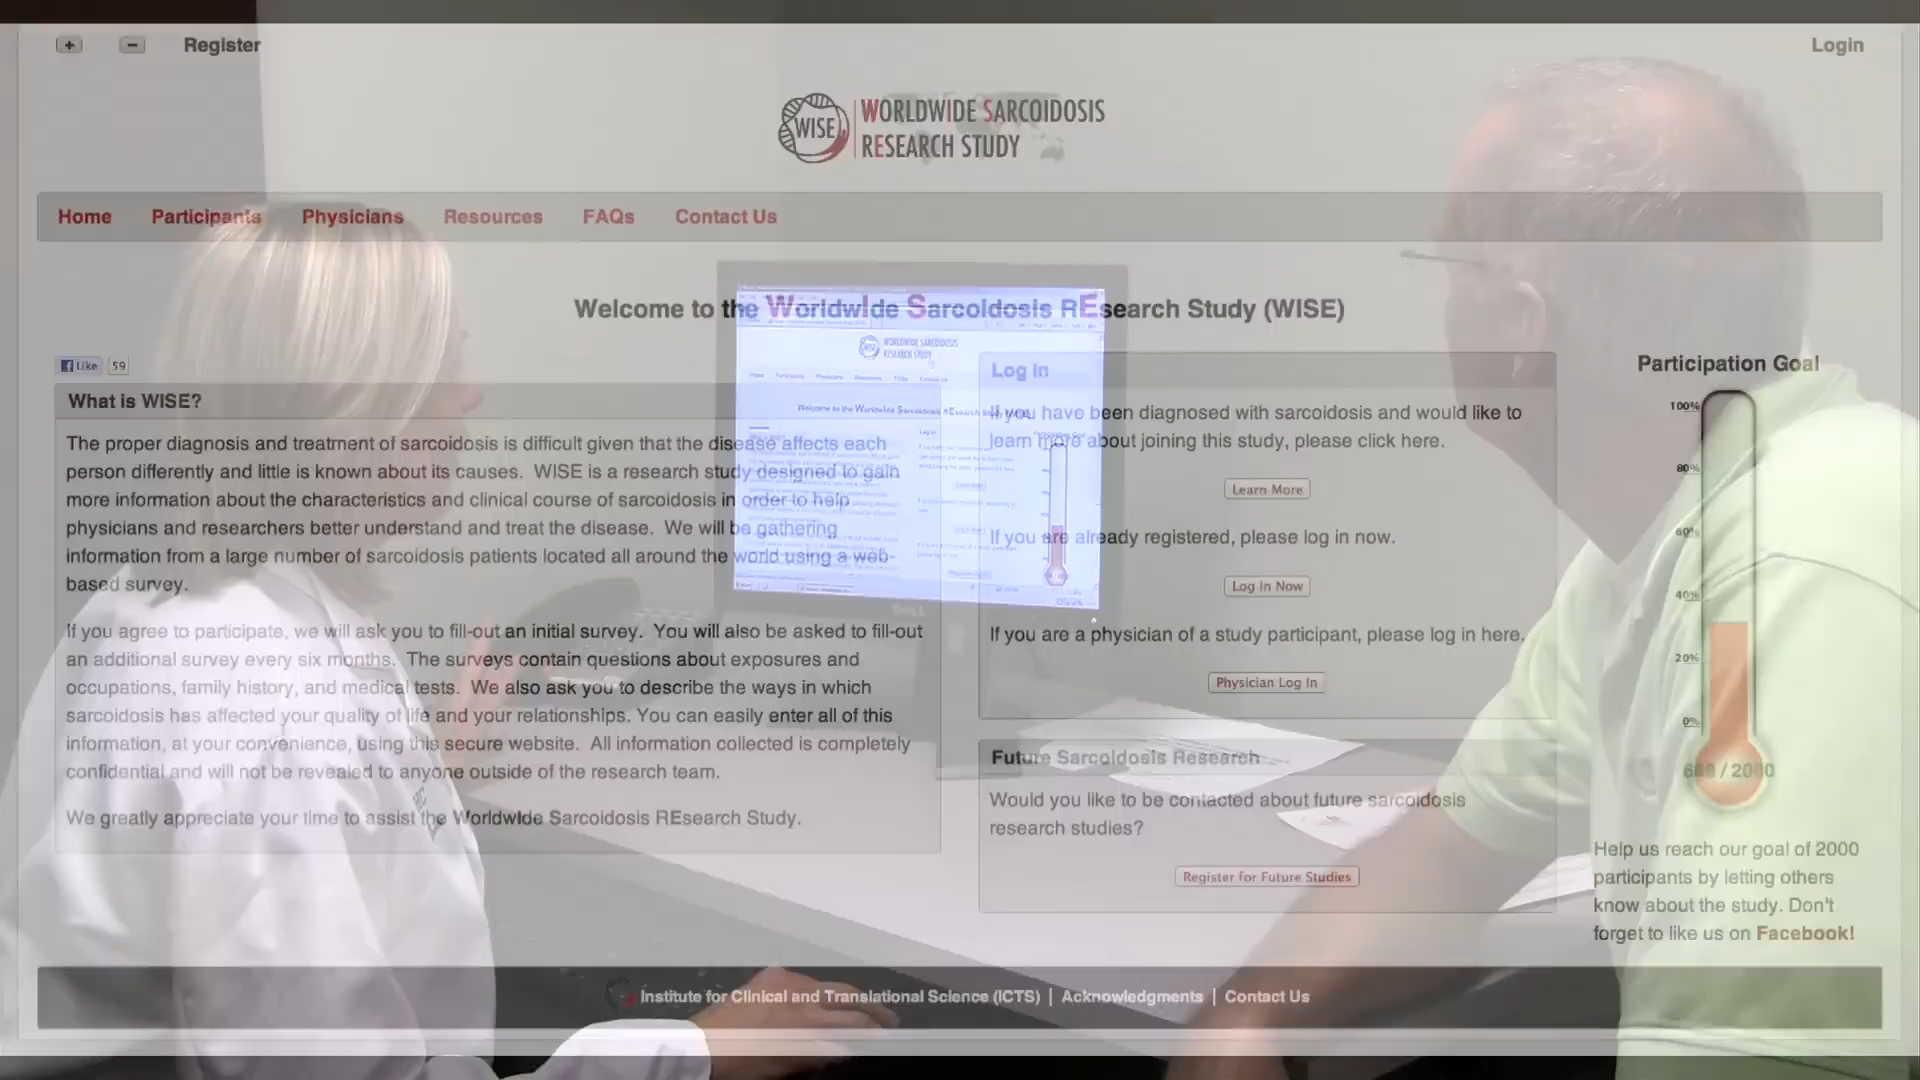 +
−
Register
Login
WISE
WORLDWIDE SARCOIDOSIS
RESEARCH STUDY
Home
Participants
Physicians
Resources
FAQs
Contact Us
Welcome to the WorldwIde Sarcoidosis REsearch Study (WISE)
Like 59
What is WISE?
The proper diagnosis and treatment of sarcoidosis is difficult given that the disease affects each
person differently and little is known about its causes. WISE is a research study designed to gain
more information about the characteristics and clinical course of sarcoidosis in order to help
physicians and researchers better understand and treat the disease. We will be gathering
information from a large number of sarcoidosis patients located all around the world using a web-
based survey.
If you agree to participate, we will ask you to fill-out an initial survey. You will also be asked to fill-out
an additional survey every six months. The surveys contain questions about exposures and
occupations, family history, and medical tests. We also ask you to describe the ways in which
sarcoidosis has affected your quality of life and your relationships. You can easily enter all of this
information, at your convenience, using this secure website. All information collected is completely
confidential and will not be revealed to anyone outside of the research team.
We greatly appreciate your time to assist the WorldwIde Sarcoidosis REsearch Study.
Log in
If you have been diagnosed with sarcoidosis and would like to
learn more about joining this study, please click here.
Learn More
If you are already registered, please log in now.
Log in Now
If you are a physician of a study participant, please log in here.
Physician Log In
Future Sarcoidosis Research
Would you like to be contacted about future sarcoidosis
research studies?
Register for Future Studies
Participation Goal
100%
80%
60%
40%
20%
0%
/ 2000
Help us reach our goal of 2000
participants by letting others
know about the study. Don't
forget to like us on Facebook!
WORLDWIDE SARCOIDOSIS
RESEARCH STUDY
Welcome to the WorldwIde Sarcoidosis REsearch
DELL
Institute for Clinical and Translational Science (ICTS) | Acknowledgments | Contact Us